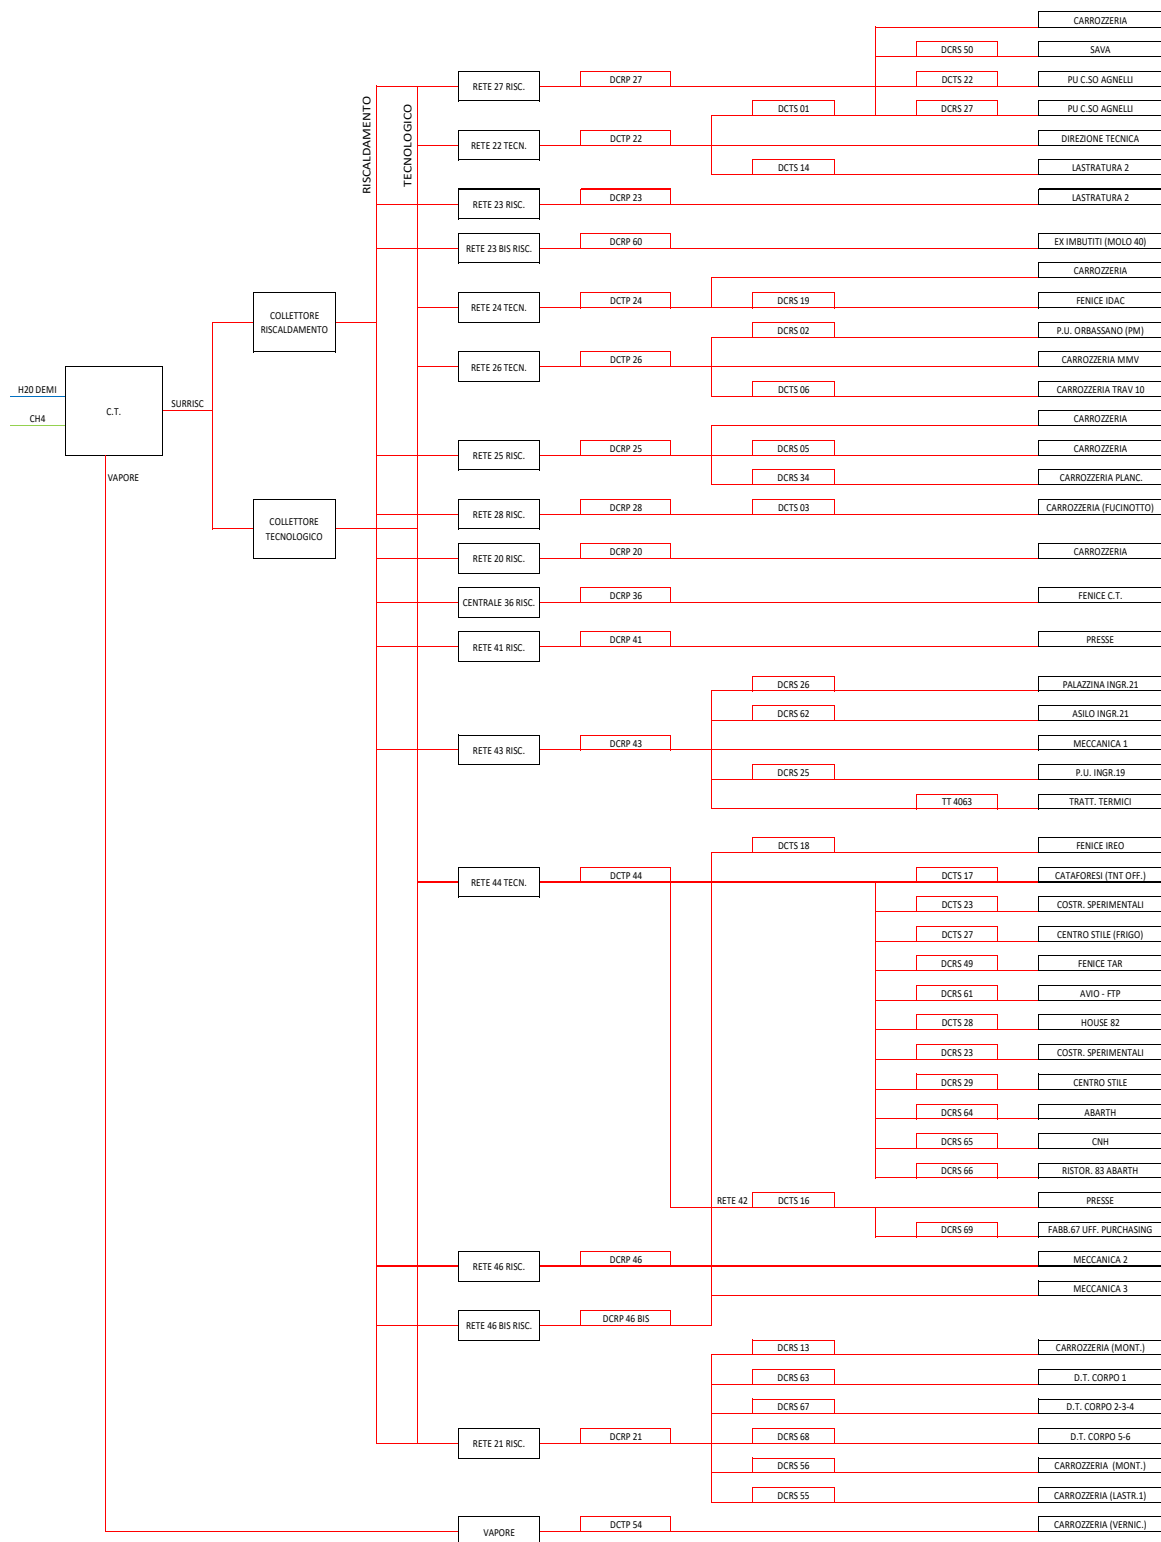 CARROZZERIA
DCRS 50 SAVA
RETE 27 RISC. DCRP 27 DCTS 22 PU C.SO AGNELLI
RISCALDAMENTO
TECNOLOGICO
DCTS 01 DCRS 27 PU C.SO AGNELLI
RETE 22 TECN. DCTP 22 DIREZIONE TECNICA
DCTS 14 LASTRATURA 2
RETE 23 RISC. DCRP 23 LASTRATURA 2
RETE 23 BIS RISC. DCRP 60 EX IMBUTITI (MOLO 40)
CARROZZERIA
RETE 24 TECN. DCTP 24 DCRS 19 FENICE IDAC
COLLETTORE
RISCALDAMENTO
DCRS 02 P.U. ORBASSANO (PM)
RETE 26 TECN. DCTP 26 CARROZZERIA MMV
H20 DEMI
DCTS 06 CARROZZERIA TRAV 10
SURRISC
C.T.
CH4
CARROZZERIA
RETE 25 RISC. DCRP 25 DCRS 05 CARROZZERIA
VAPORE
DCRS 34 CARROZZERIA PLANC.
RETE 28 RISC. DCRP 28 DCTS 03 CARROZZERIA (FUCINOTTO)
COLLETTORE
TECNOLOGICO
RETE 20 RISC. DCRP 20 CARROZZERIA
CENTRALE 36 RISC. DCRP 36 FENICE C.T.
RETE 41 RISC. DCRP 41 PRESSE
DCRS 26 PALAZZINA INGR.21
DCRS 62 ASILO INGR.21
RETE 43 RISC. DCRP 43 MECCANICA 1
DCRS 25 P.U. INGR.19
TT 4063 TRATT. TERMICI
DCTS 18 FENICE IREO
RETE 44 TECN. DCTP 44 DCTS 17 CATAFORESI (TNT OFF.)
DCTS 23 COSTR. SPERIMENTALI
DCTS 27 CENTRO STILE (FRIGO)
DCRS 49 FENICE TAR
DCRS 61 AVIO - FTP
DCTS 28 HOUSE 82
DCRS 23 COSTR. SPERIMENTALI
DCRS 29 CENTRO STILE
DCRS 64 ABARTH
DCRS 65 CNH
DCRS 66 RISTOR. 83 ABARTH
RETE 42 DCTS 16 PRESSE
DCRS 69 FABB.67 UFF. PURCHASING
RETE 46 RISC. DCRP 46 MECCANICA 2
MECCANICA 3
RETE 46 BIS RISC. DCRP 46 BIS
DCRS 13 CARROZZERIA (MONT.)
DCRS 63 D.T. CORPO 1
DCRS 67 D.T. CORPO 2-3-4
RETE 21 RISC. DCRP 21 DCRS 68 D.T. CORPO 5-6
DCRS 56 CARROZZERIA (MONT.)
DCRS 55 CARROZZERIA (LASTR.1)
VAPORE DCTP 54 CARROZZERIA (VERNIC.)